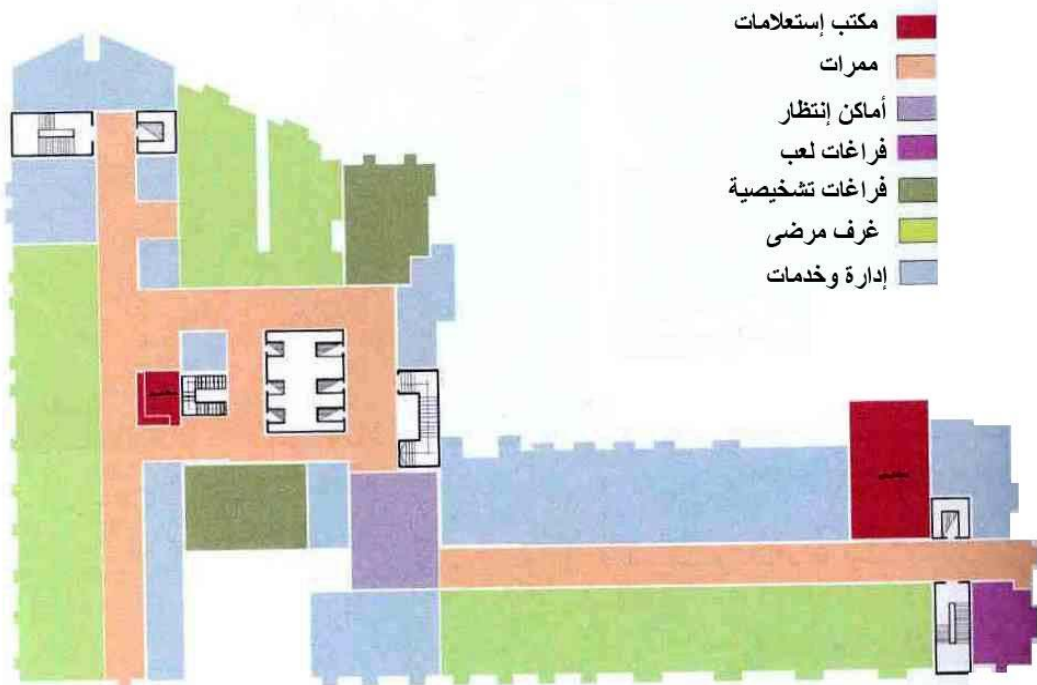 مكتب إستعلامات
ممرات
أماكن إنتظار
فراغات لعب
فراغات تشخيصية
غرف مرضى
إدارة وخدمات